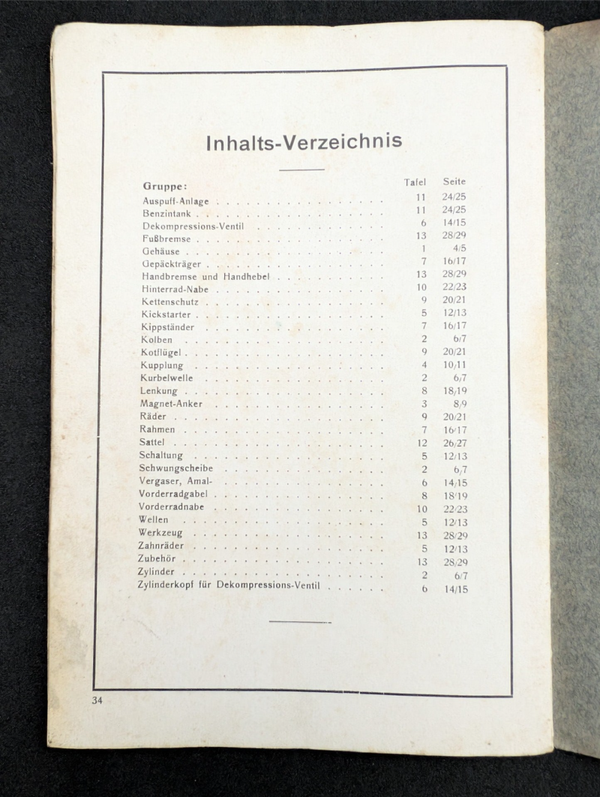 Inhalts-Verzeichnis
Gruppe: Tafel Seite
Auspuff-Anlage . . . . . . . . . . . . . . 11 24/25
Benzintank . . . . . . . . . . . . . . . 11 24/25
Dekompressions-Ventil . . . . . . . . . . . 6 14/15
Fußbremse . . . . . . . . . . . . . . . 13 28/29
Gehäuse . . . . . . . . . . . . . . . . 1 4/5
Gepäckträger . . . . . . . . . . . . . . 7 16/17
Handbremse und Handhebel . . . . . . . . . 13 28/29
Hinterrad-Nabe . . . . . . . . . . . . . . 10 22/23
Kettenschutz . . . . . . . . . . . . . . 9 20/21
Kickstarter . . . . . . . . . . . . . . . 5 12/13
Kippständer . . . . . . . . . . . . . . . 7 16/17
Kolben . . . . . . . . . . . . . . . . 2 6/7
Kotflügel . . . . . . . . . . . . . . . . 9 20/21
Kupplung . . . . . . . . . . . . . . . 4 10/11
Kurbelwelle . . . . . . . . . . . . . . . 2 6/7
Lenkung . . . . . . . . . . . . . . . . 8 18/19
Magnet-Anker . . . . . . . . . . . . . . 3 8/9
Räder . . . . . . . . . . . . . . . . . 9 20/21
Rahmen . . . . . . . . . . . . . . . . 7 16/17
Sattel . . . . . . . . . . . . . . . . . 12 26/27
Schaltung . . . . . . . . . . . . . . . 5 12/13
Schwungscheibe . . . . . . . . . . . . . 2 6/7
Vergaser, Amal- . . . . . . . . . . . . . 6 14/15
Vorderradgabel . . . . . . . . . . . . . . 8 18/19
Vorderradnabe . . . . . . . . . . . . . . 10 22/23
Wellen . . . . . . . . . . . . . . . . 5 12/13
Werkzeug . . . . . . . . . . . . . . . 13 28/29
Zahnräder . . . . . . . . . . . . . . . 5 12/13
Zubehör . . . . . . . . . . . . . . . . 13 28/29
Zylinder . . . . . . . . . . . . . . . . 2 6/7
Zylinderkopf für Dekompressions-Ventil . . . . . 6 14/15
34